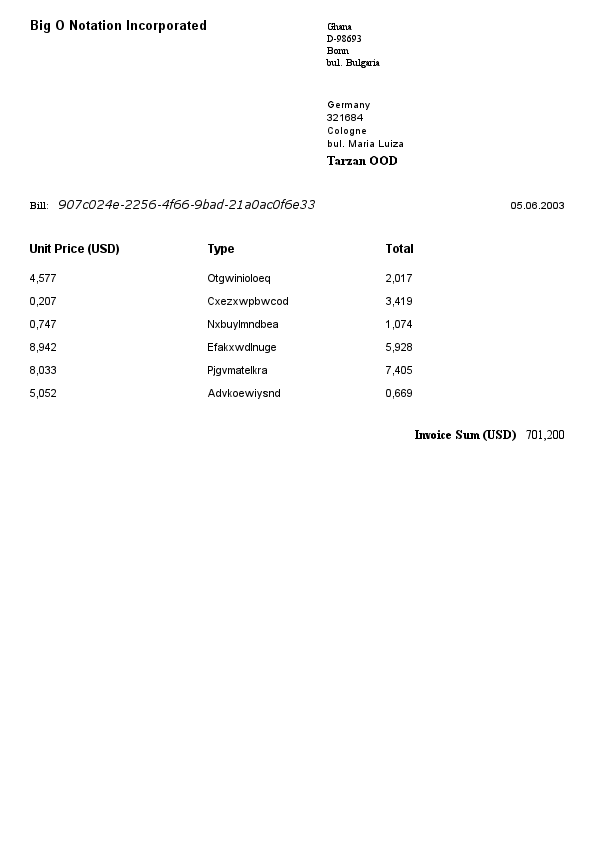 Big O Notation Incorporated
Ghana
D-98693
Bonn
bul. Bulgaria
Germany
321684
Cologne
bul. Maria Luiza
Tarzan OOD
Bill: 907c024e-2256-4f66-9bad-21a0ac0f6e33 05.06.2003
Unit Price (USD) Type Total
4,577 Otgwinioloeq 2,017
0,207 Cxezxwpbwcod 3,419
0,747 Nxbuylmndbea 1,074
8,942 Efakxwdlnuge 5,928
8,033 Pjgvmatelkra 7,405
5,052 Advkoewiysnd 0,669
Invoice Sum (USD) 701,200